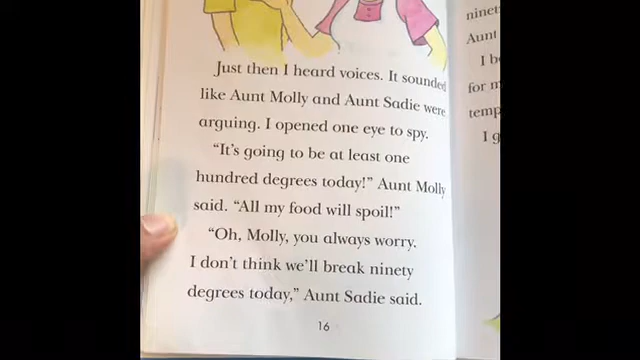 Just then I heard voices. It sounded
like Aunt Molly and Aunt Sadie were
arguing. I opened one eye to spy.
“It’s going to be at least one
hundred degrees today!” Aunt Molly
said. “All my food will spoil!”
“Oh, Molly, you always worry.
I don’t think we’ll break ninety
degrees today,” Aunt Sadie said.
16
Aunt
I
for
I